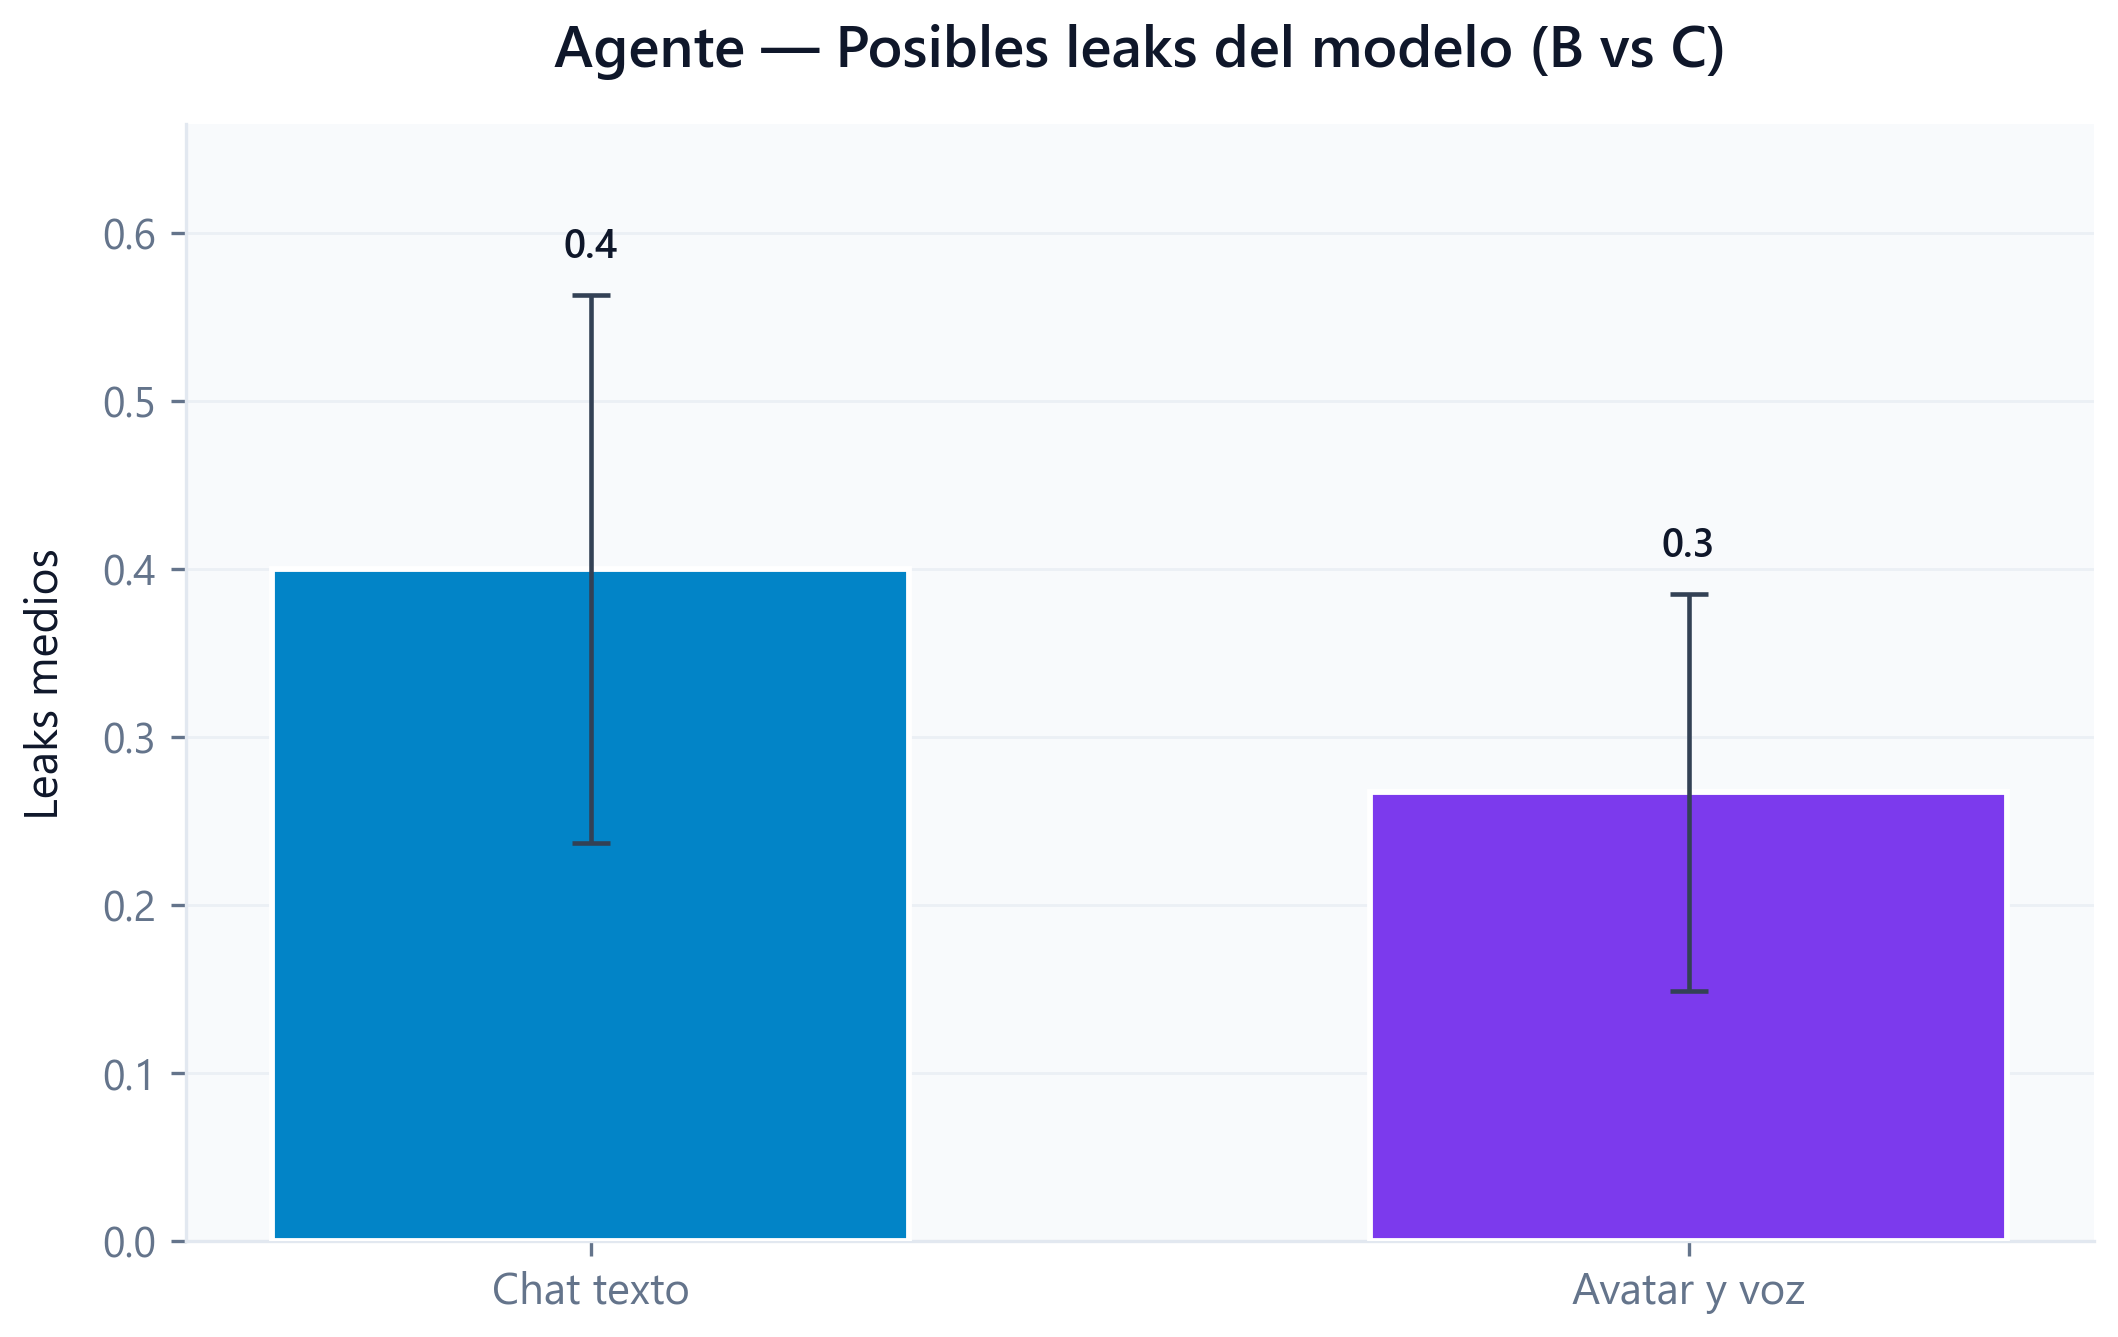 Agente — Posibles leaks del modelo (B vs C)
Leaks medios
0.6
0.5
0.4
0.3
0.2
0.1
0.0
0.4
0.3
Chat texto
Avatar y voz